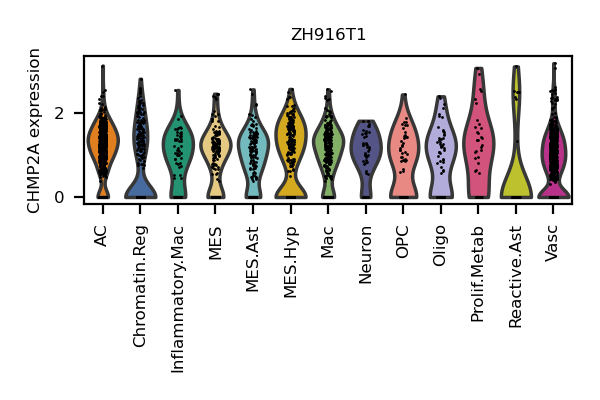 ZH916T1
CHMP2A expression
2
0
AC
Chromatin.Reg
Inflammatory.Mac
MES
MES.Ast
MES.Hyp
Mac
Neuron
OPC
Oligo
Prolif.Metab
Reactive.Ast
Vasc